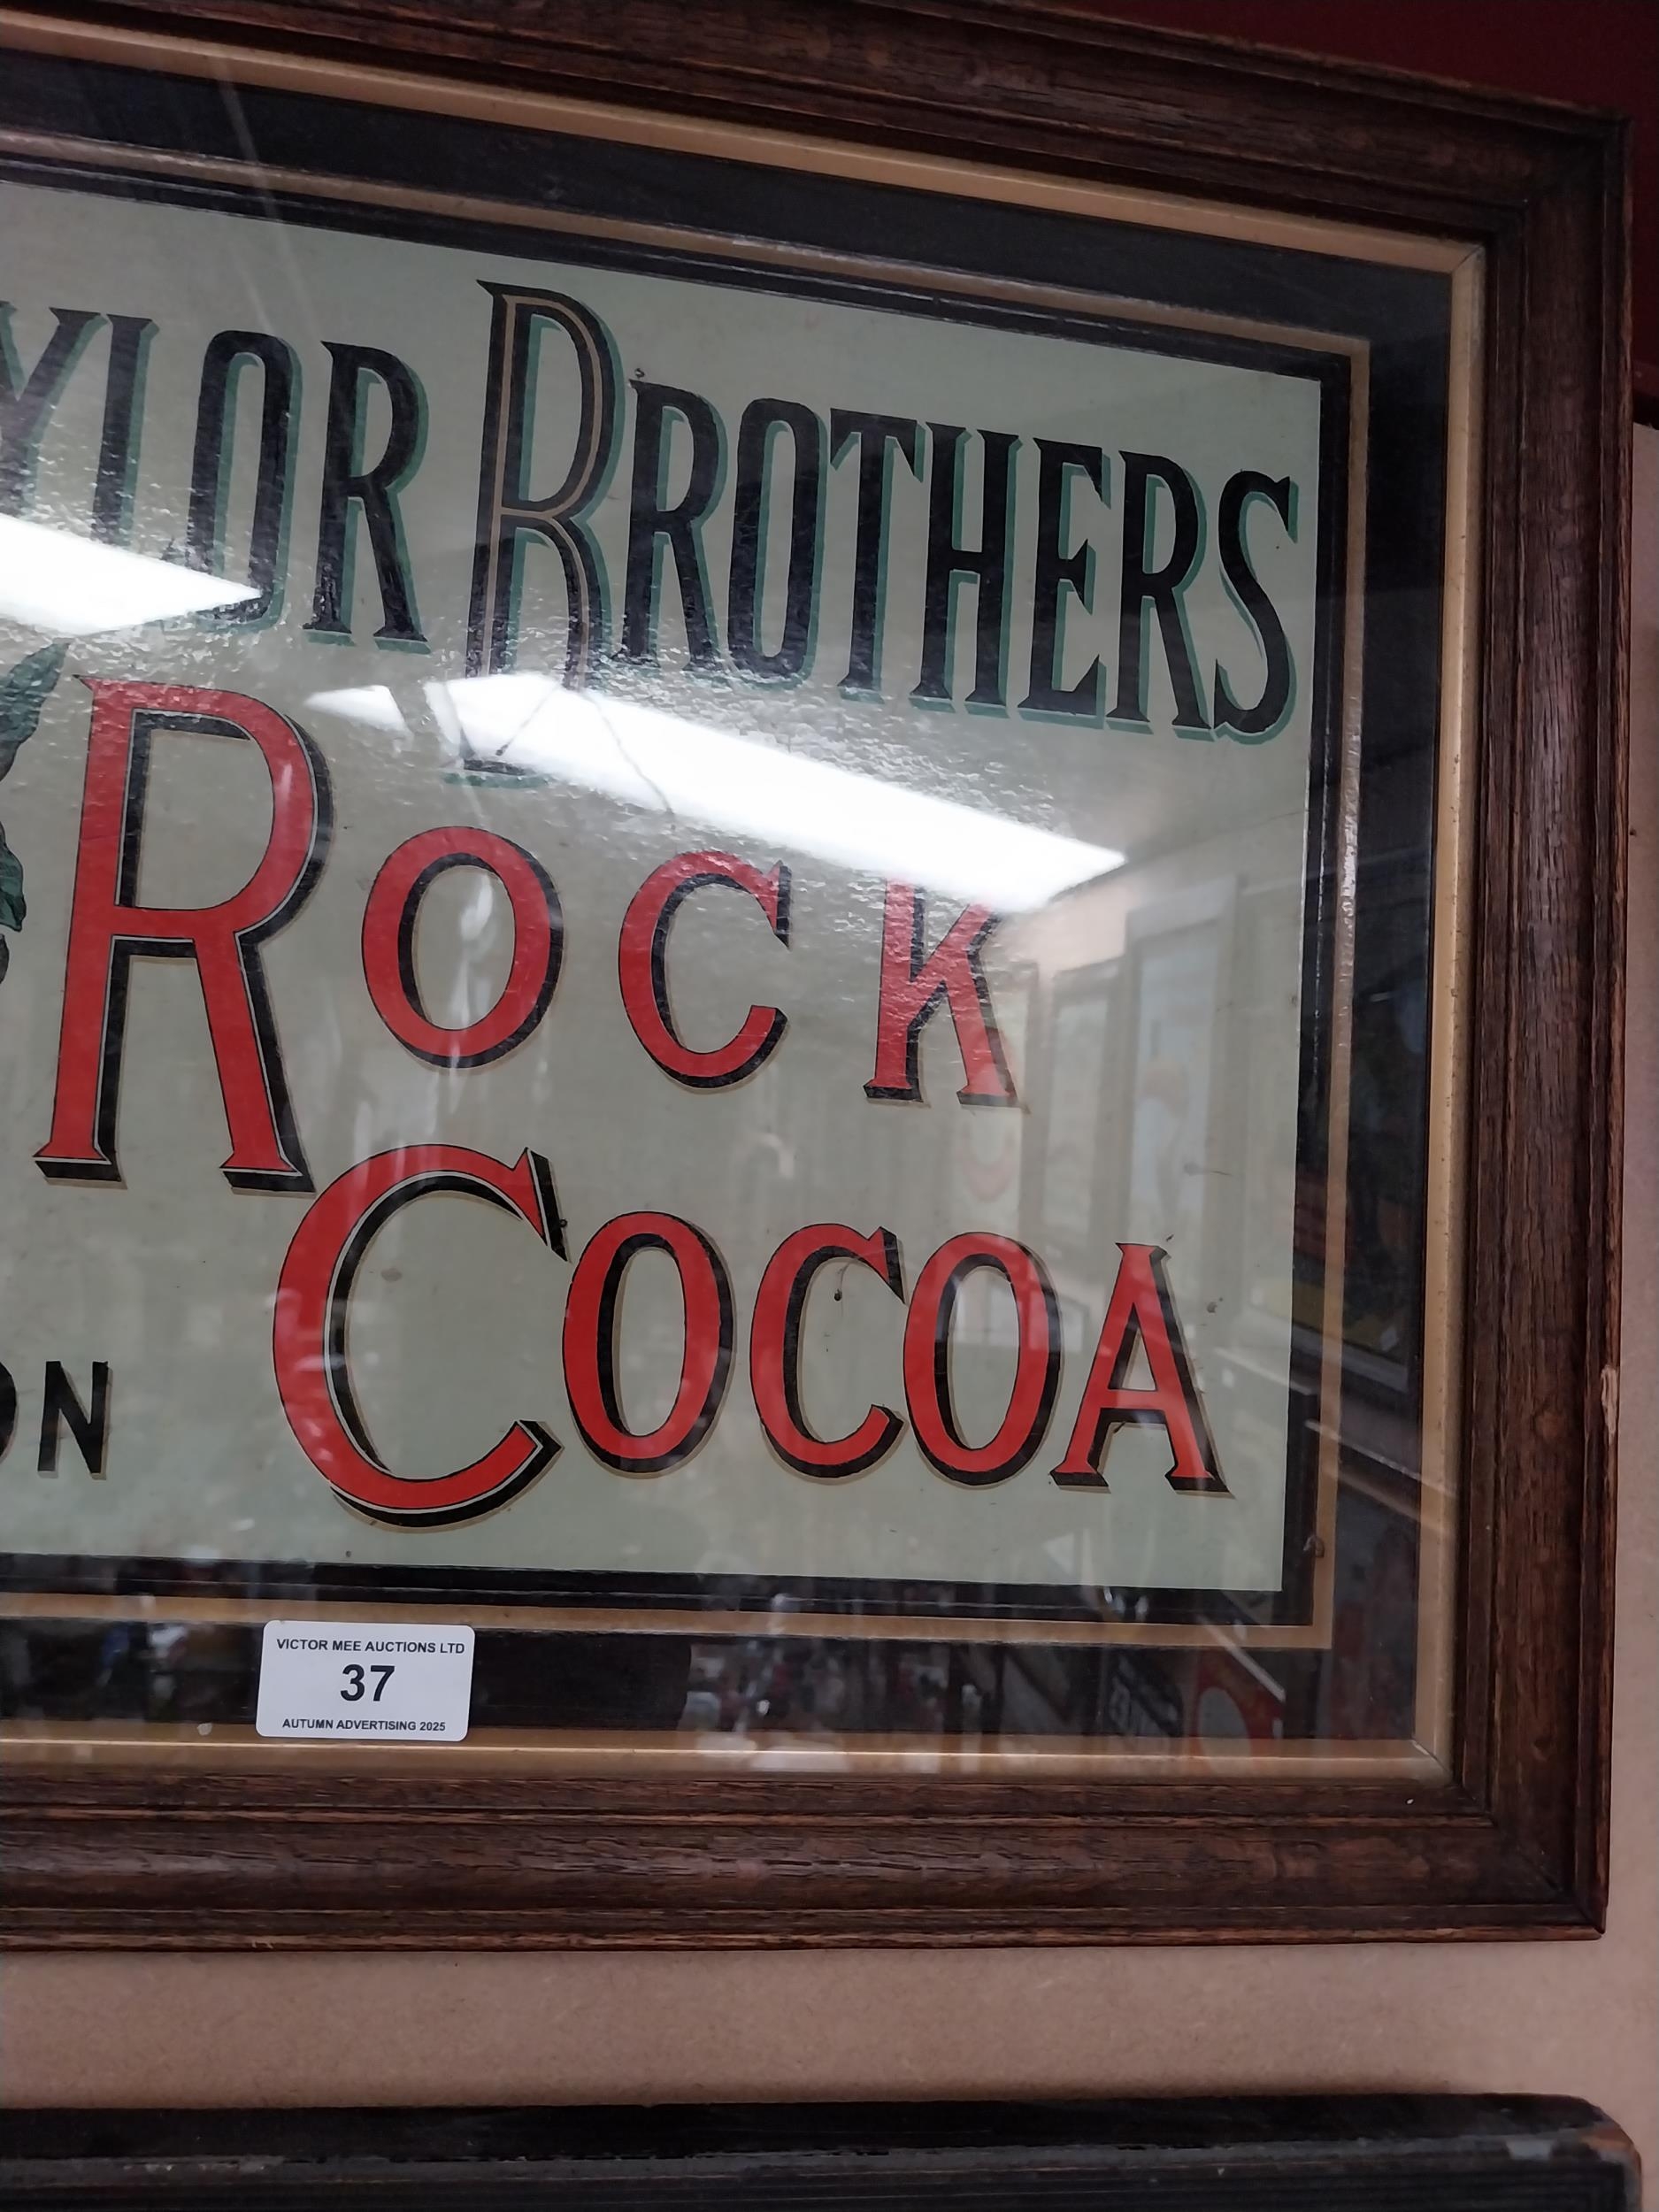 YLOR BROTHERS
ROCK
COCOA
ON
VICTOR MEE AUCTIONS LTD
37
AUTUMN ADVERTISING 2025